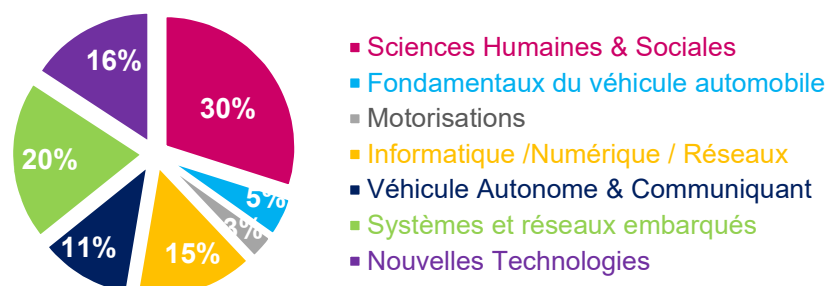 16%
30%
20%
5%
3%
11%
15%
Sciences Humaines & Sociales
Fondamentaux du véhicule automobile
Motorisations
Informatique /Numérique / Réseaux
Véhicule Autonome & Communiquant
Systèmes et réseaux embarqués
Nouvelles Technologies